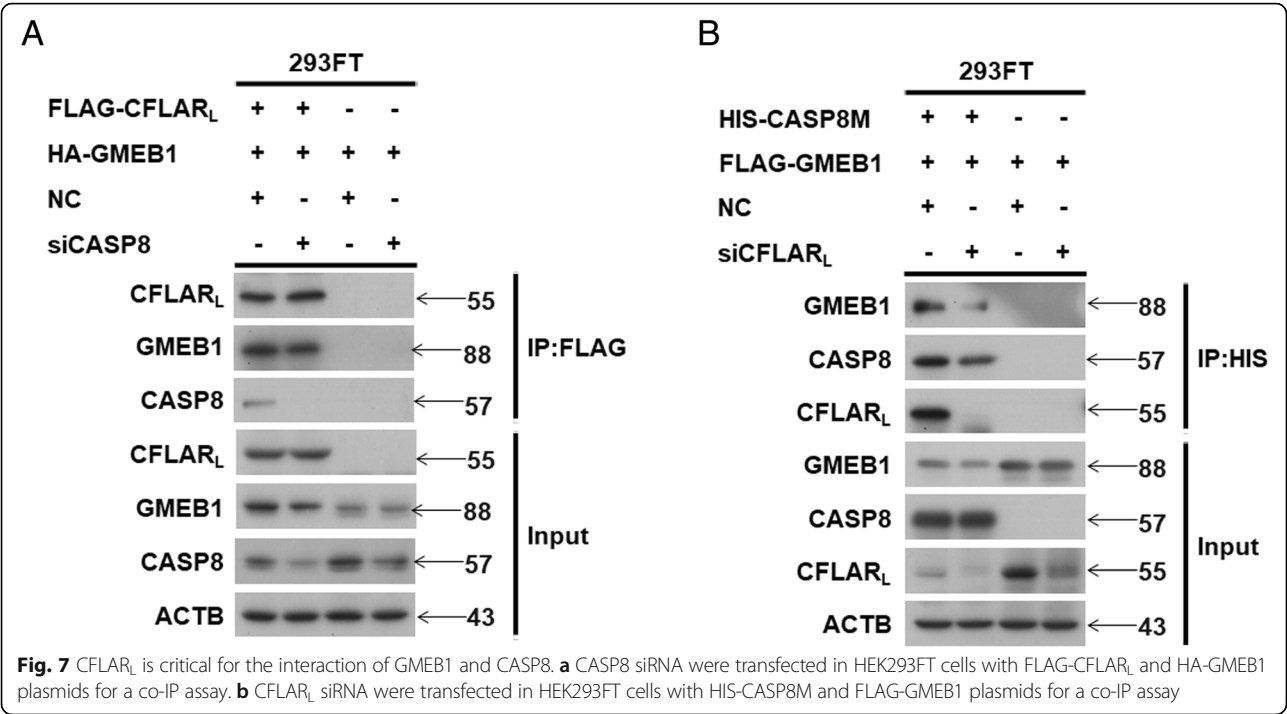 A
293FT
FLAG-CFLARL + + - -
HA-GMEB1 + + + +
NC + - + -
siCASP8 - + - +
CFLARL 55
GMEB1 88
CASP8 57
IP:FLAG
CFLARL 55
GMEB1 88
CASP8 57
ACTB 43
Input
B
293FT
HIS-CASP8M + + - -
FLAG-GMEB1 + + + +
NC + - + -
siCFLARL - + - +
GMEB1 88
CASP8 57
CFLARL 55
IP:HIS
GMEB1 88
CASP8 57
CFLARL 55
ACTB 43
Input
Fig. 7 CFLARL is critical for the interaction of GMEB1 and CASP8. a CASP8 siRNA were transfected in HEK293FT cells with FLAG-CFLARL and HA-GMEB1
plasmids for a co-IP assay. b CFLARL siRNA were transfected in HEK293FT cells with HIS-CASP8M and FLAG-GMEB1 plasmids for a co-IP assay